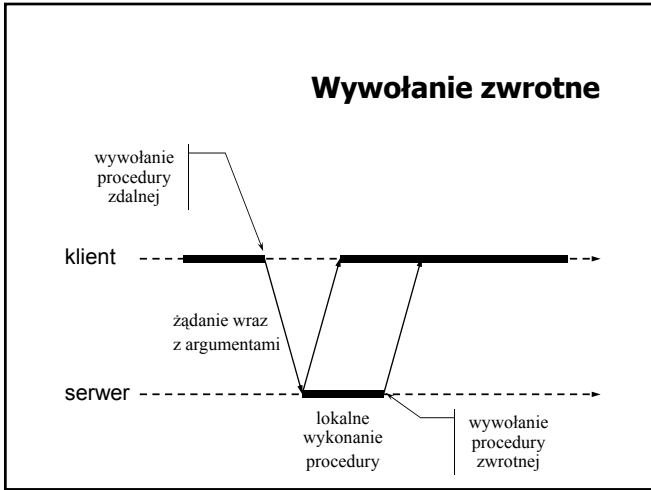 Wywołanie zwrotne
wywołanie
procedury
zdalnej
klient
żądanie wraz
z argumentami
serwer
lokalne
wykonanie
procedury
wywołanie
procedury
zwrotnej